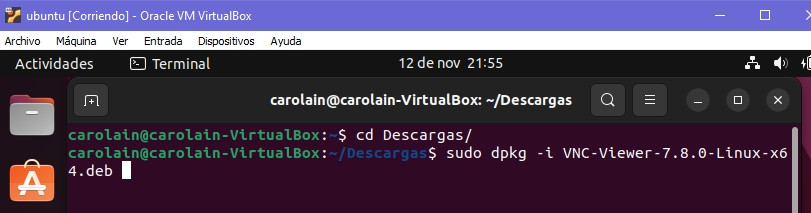 ubuntu [Corriendo] - Oracle VM VirtualBox
Archivo Máquina Ver Entrada Dispositivos Ayuda
Actividades Terminal 12 de nov 21:55
carolain@carolain-VirtualBox: ~/Descargas
carolain@carolain-VirtualBox:~$ cd Descargas/
carolain@carolain-VirtualBox:~/Descargas$ sudo dpkg -i VNC-Viewer-7.8.0-Linux-x6
4.deb